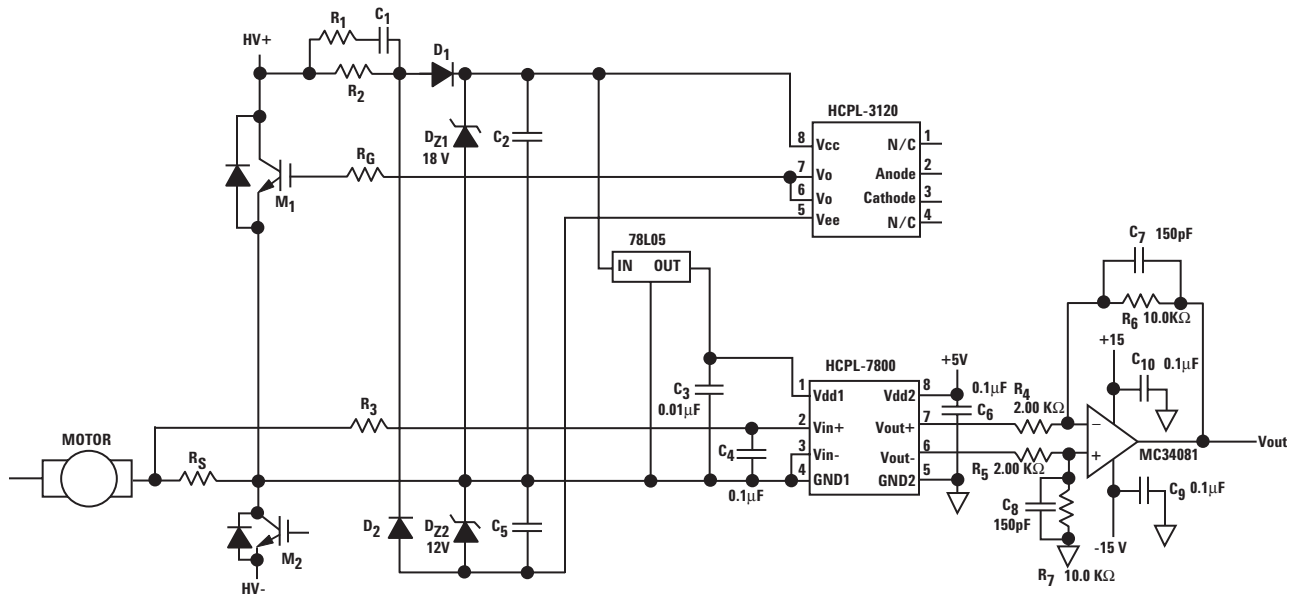 R1
C1
HV+
D1
R2
HCPL-3120
DZ1
18 V
C2
8
Vcc
N/C
1
RG
7
Vo
Anode
2
6
Vo
Cathode
3
M1
5
Vee
N/C
4
78L05
IN OUT
C7 150pF
R6 10.0KΩ
+15
HCPL-7800
+5V
C10 0.1µF
C3
0.01µF
1
Vdd1
Vdd2
8
0.1µF
C6
R4
2.00 KΩ
R3
2
Vin+
Vout+
7
−
MOTOR
3
Vin-
Vout-
6
+
Vout
RS
C4
4
GND1
GND2
5
R5 2.00 KΩ
MC34081
0.1µF
C8
150pF
C9 0.1µF
D2
DZ2
12V
C5
M2
-15 V
HV-
R7 10.0 KΩ